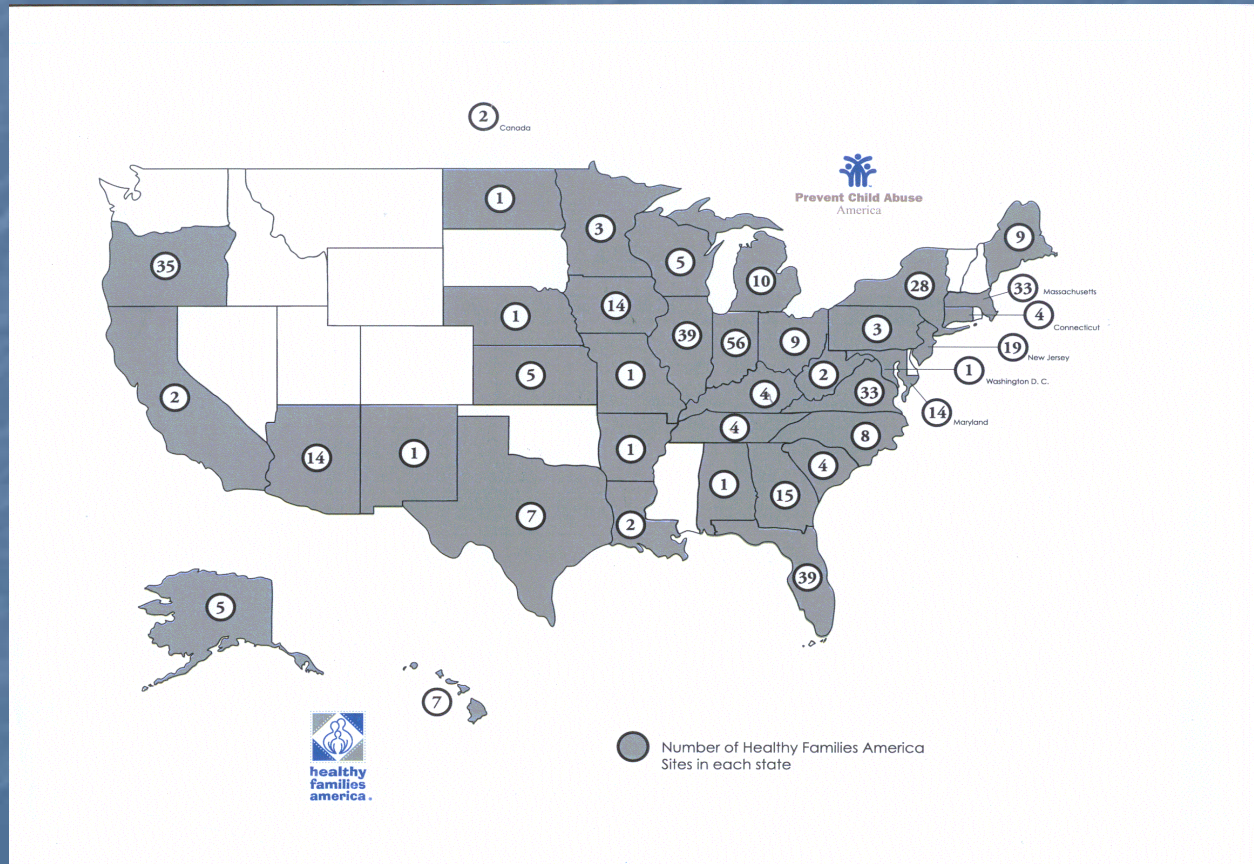 2
Canada
Prevent Child Abuse
America
1
3
9
35
5
10
28
33
Massachusetts
14
4
Connecticut
1
39
56
9
3
19
New Jersey
5
1
2
1
Washington D. C.
2
4
33
14
Maryland
4
8
14
1
1
4
1
15
7
2
39
5
7
healthy
families
america.
Number of Healthy Families America
Sites in each state